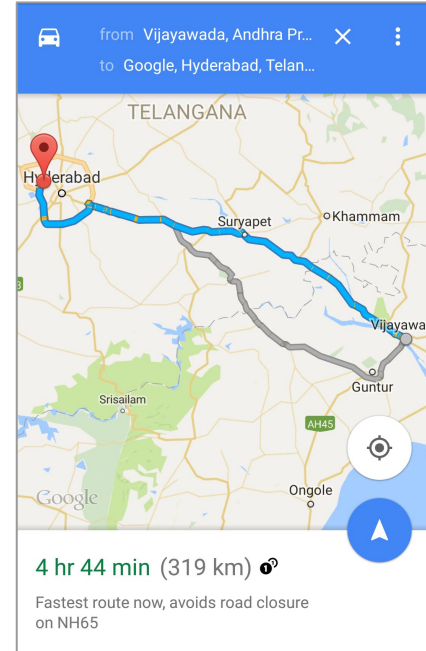 from Vijayawada, Andhra Pr...
to Google, Hyderabad, Telan...
TELANGANA
Hyderabad
Suryapet
Khammam
Vijayawa
Guntur
Srisailam
AH45
Ongole
Google
4 hr 44 min (319 km)
Fastest route now, avoids road closure
on NH65